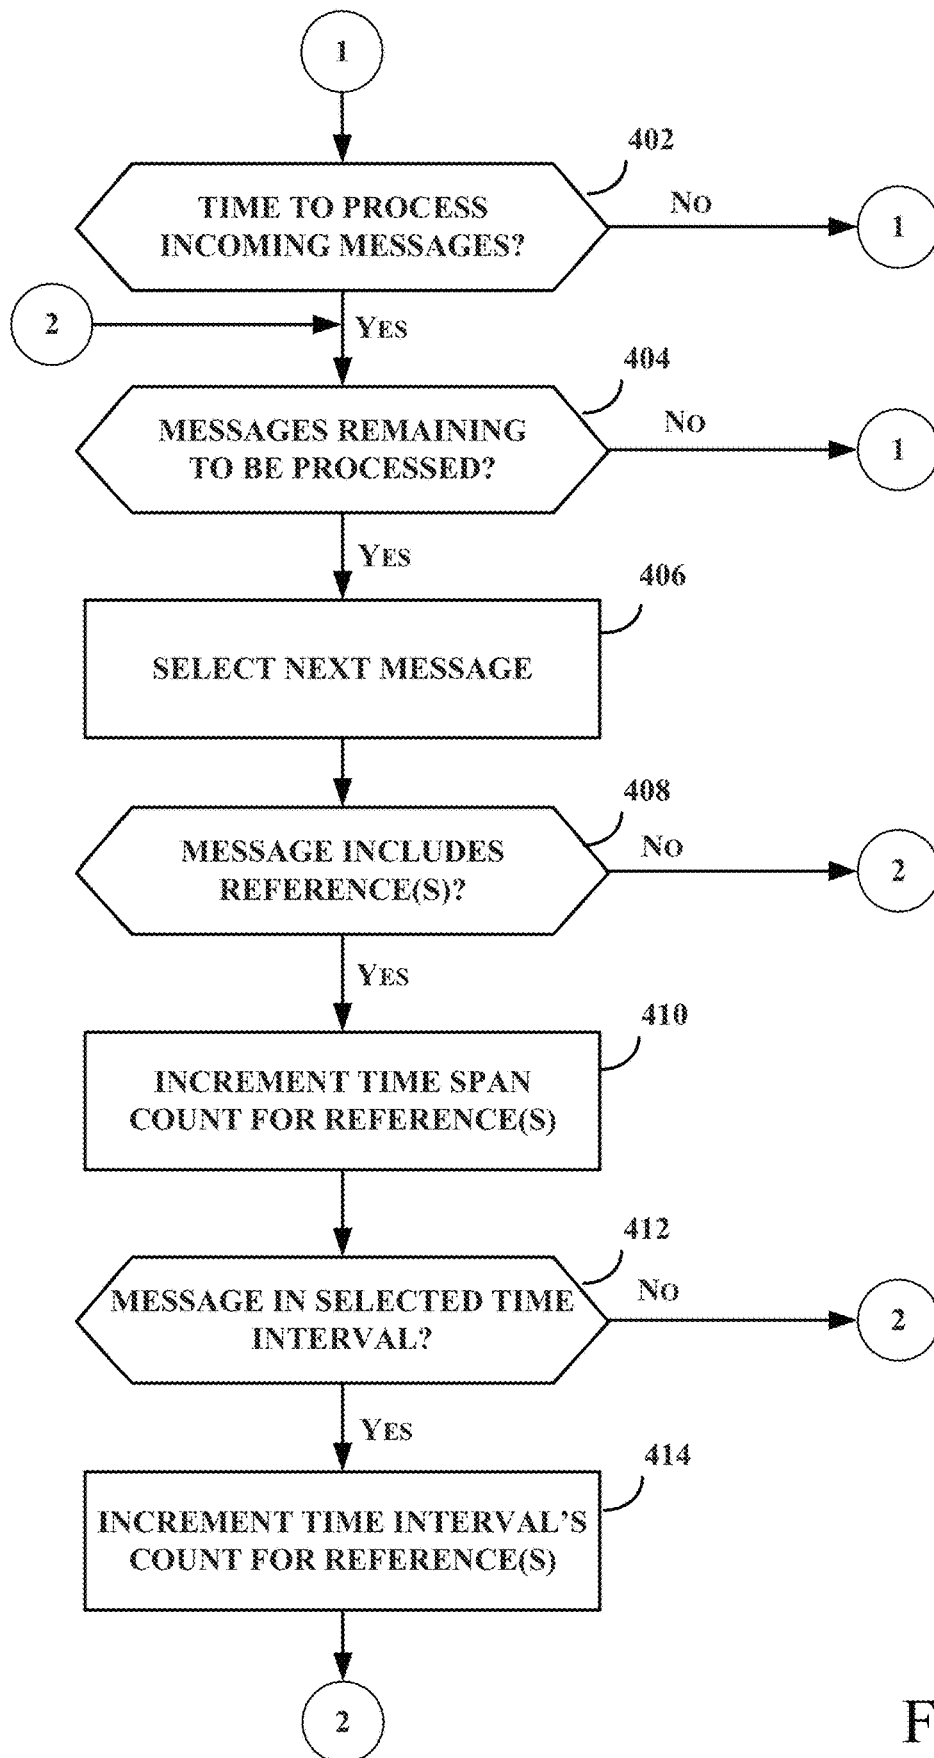 1
402
TIME TO PROCESS
INCOMING MESSAGES?
NO
1
2
YES
404
MESSAGES REMAINING
TO BE PROCESSED?
NO
1
YES
406
SELECT NEXT MESSAGE
408
MESSAGE INCLUDES
REFERENCE(S)?
NO
2
YES
410
INCREMENT TIME SPAN
COUNT FOR REFERENCE(S)
412
MESSAGE IN SELECTED TIME
INTERVAL?
NO
2
YES
414
INCREMENT TIME INTERVAL'S
COUNT FOR REFERENCE(S)
2
F